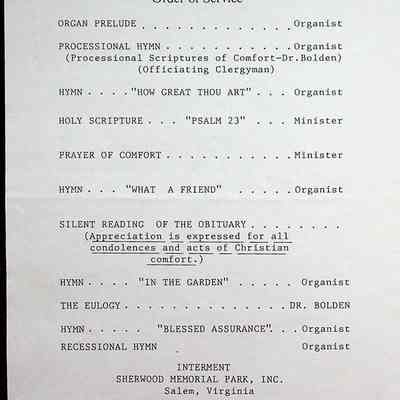 Order of Service
ORGAN PRELUDE . . . . . . . . . . . . Organist
PROCESSIONAL HYMN . . . . . . . . . . . Organist
(Processional Scriptures of Comfort-Dr.Bolden)
(Officiating Clergyman)
HYMN . . . . "HOW GREAT THOU ART" . . . Organist
HOLY SCRIPTURE . . . "PSALM 23" . . . Minister
PRAYER OF COMFORT . . . . . . . . . . . Minister
HYMN . . . "WHAT A FRIEND" . . . . . Organist
SILENT READING OF THE OBITUARY . . . . . . . .
(Appreciation is expressed for all
condolences and acts of Christian
comfort.)
HYMN . . . . "IN THE GARDEN" . . . . . Organist
THE EULOGY . . . . . . . . . . . . . . DR. BOLDEN
HYMN . . . . . "BLESSED ASSURANCE". . . Organist
RECESSIONAL HYMN . Organist
INTERMENT
SHERWOOD MEMORIAL PARK, INC.
Salem, Virginia